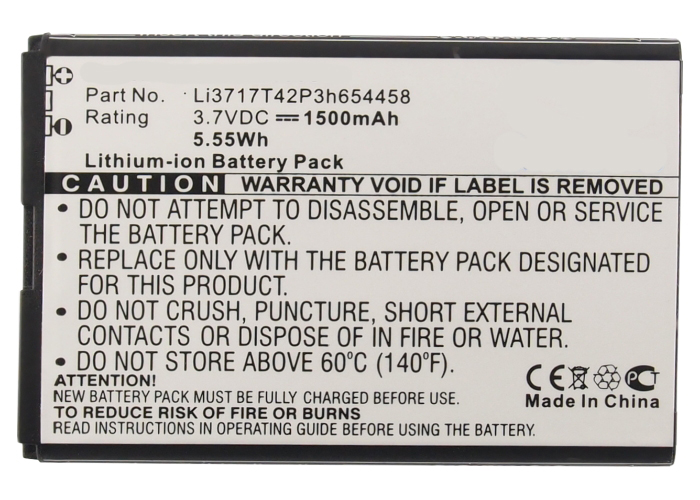 Part No. Li3717T42P3h654458
Rating 3.7VDC 1500mAh
5.55Wh
Lithium-ion Battery Pack
CAUTION WARRANTY VOID IF LABEL IS REMOVED
• DO NOT ATTEMPT TO DISASSEMBLE, OPEN OR SERVICE
THE BATTERY PACK.
• REPLACE ONLY WITH THE BATTERY PACK DESIGNATED
FOR THIS PRODUCT.
• DO NOT CRUSH, PUNCTURE, SHORT EXTERNAL
CONTACTS OR DISPOSE OF IN FIRE OR WATER.
• DO NOT STORE ABOVE 60°C (140°F).
ATTENTION!
NEW BATTERY PACK MUST BE FULLY CHARGED BEFORE USE.
TO REDUCE RISK OF FIRE OR BURNS
READ INSTRUCTIONS IN OPERATING GUIDE BEFORE USING THE BATTERY.
CE PCT
Made In China